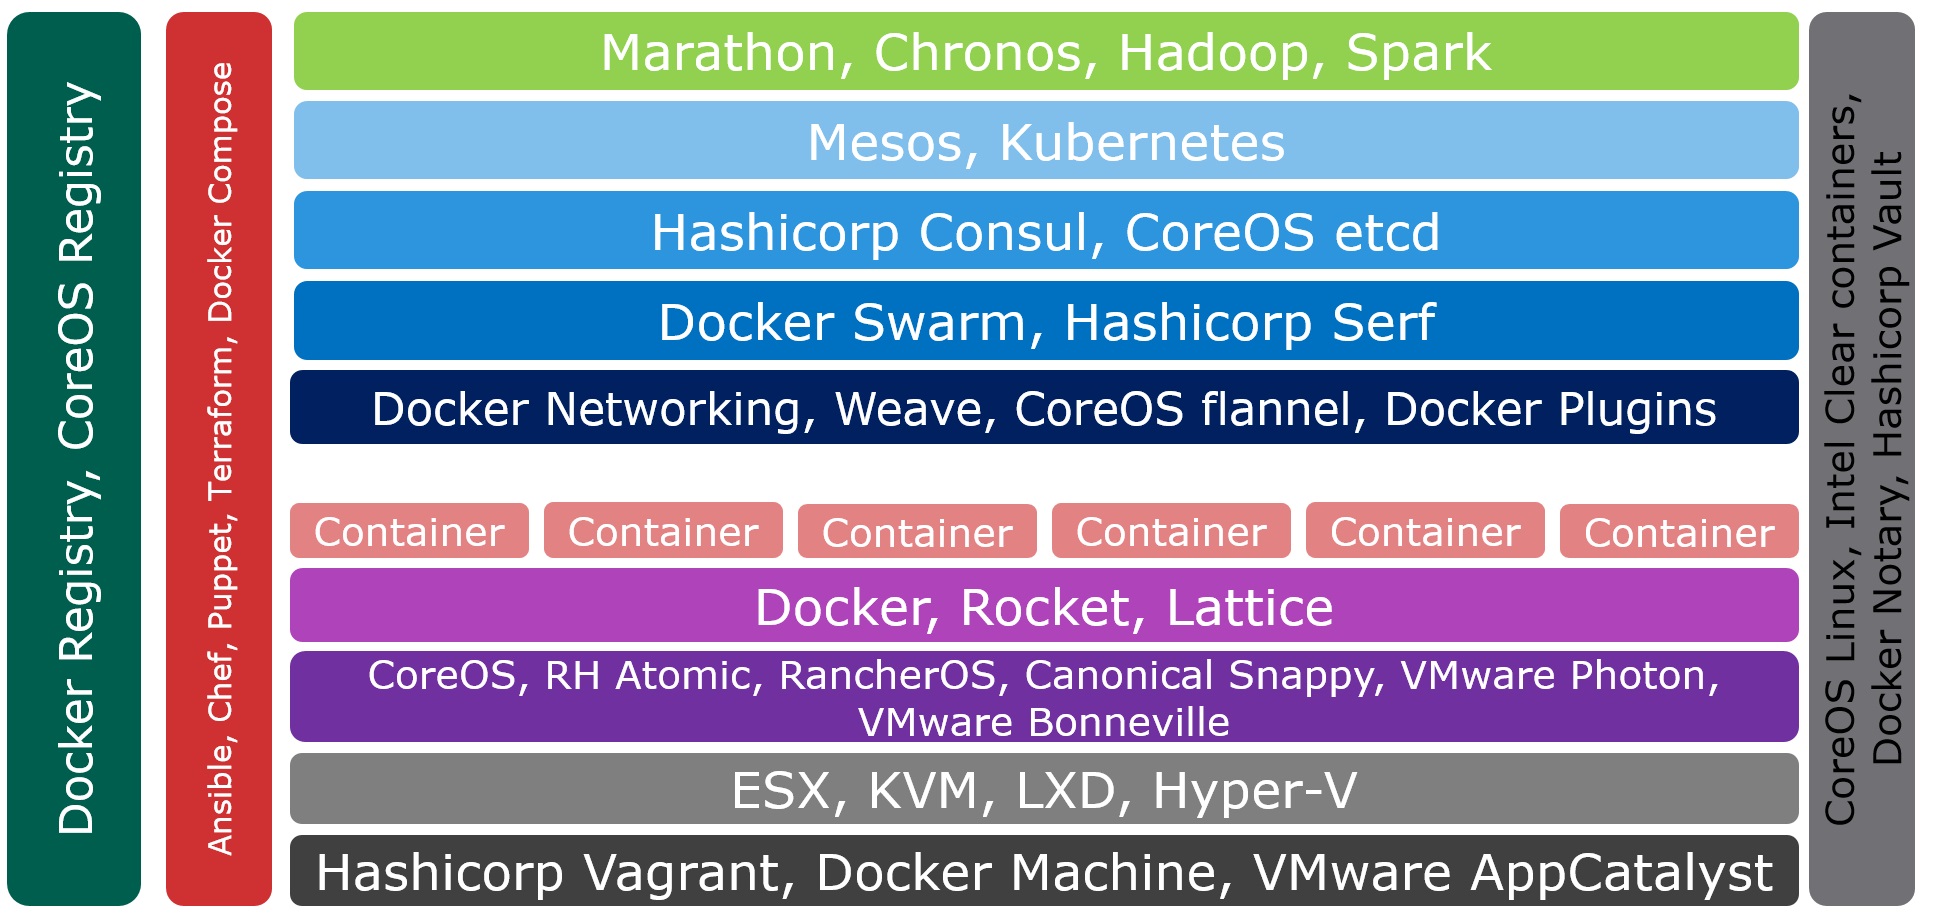 Docker Registry, CoreOS Registry
Ansible, Chef, Puppet, Terraform, Docker Compose
Marathon, Chronos, Hadoop, Spark
Mesos, Kubernetes
Hashicorp Consul, CoreOS etcd
Docker Swarm, Hashicorp Serf
Docker Networking, Weave, CoreOS flannel, Docker Plugins
Container Container Container Container Container Container
Docker, Rocket, Lattice
CoreOS, RH Atomic, RancherOS, Canonical Snappy, VMware Photon,
VMware Bonneville
ESX, KVM, LXD, Hyper-V
Hashicorp Vagrant, Docker Machine, VMware AppCatalyst
CoreOS Linux, Intel Clear containers,
Docker Notary, Hashicorp Vault